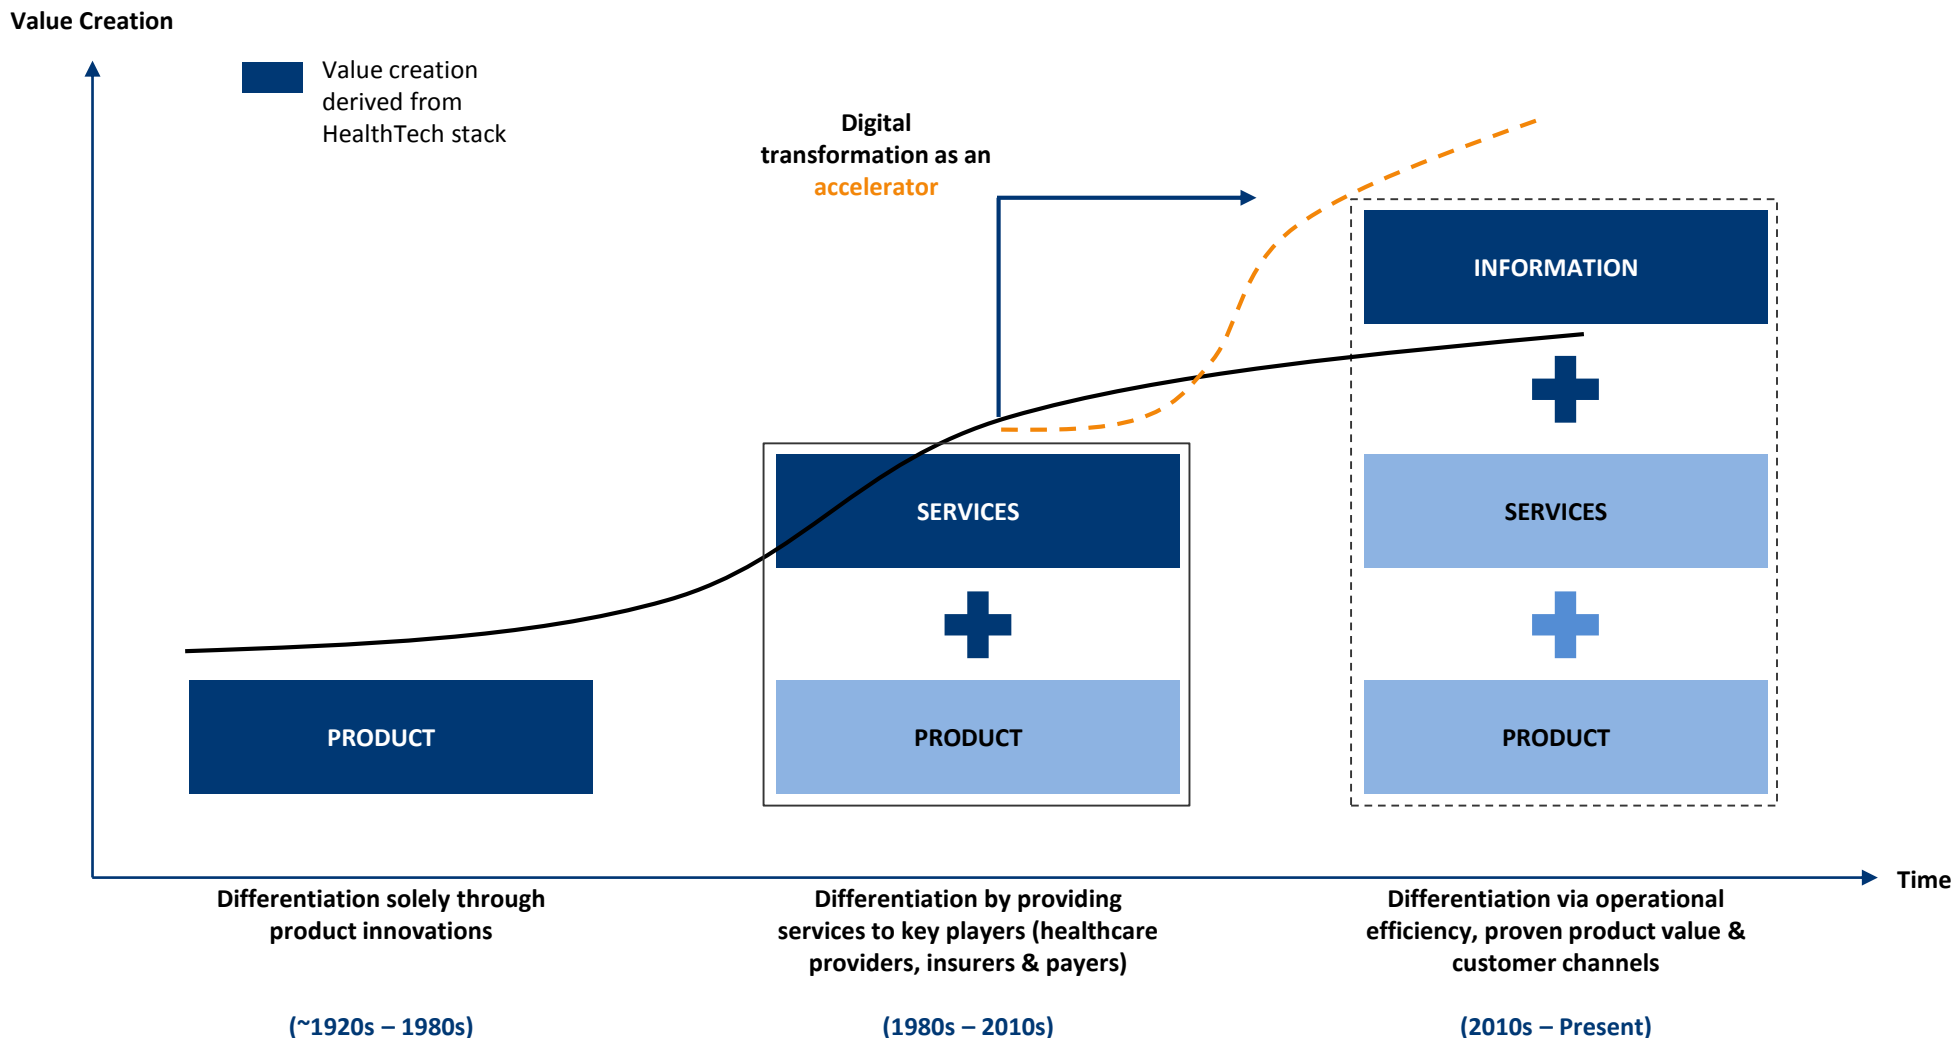 Value Creation
Value creation
derived from
HealthTech stack
Digital
transformation as an
accelerator
INFORMATION
SERVICES
SERVICES
PRODUCT
PRODUCT
PRODUCT
Time
Differentiation solely through
product innovations
(~1920s – 1980s)
Differentiation by providing
services to key players (healthcare
providers, insurers & payers)
(1980s – 2010s)
Differentiation via operational
efficiency, proven product value &
customer channels
(2010s – Present)